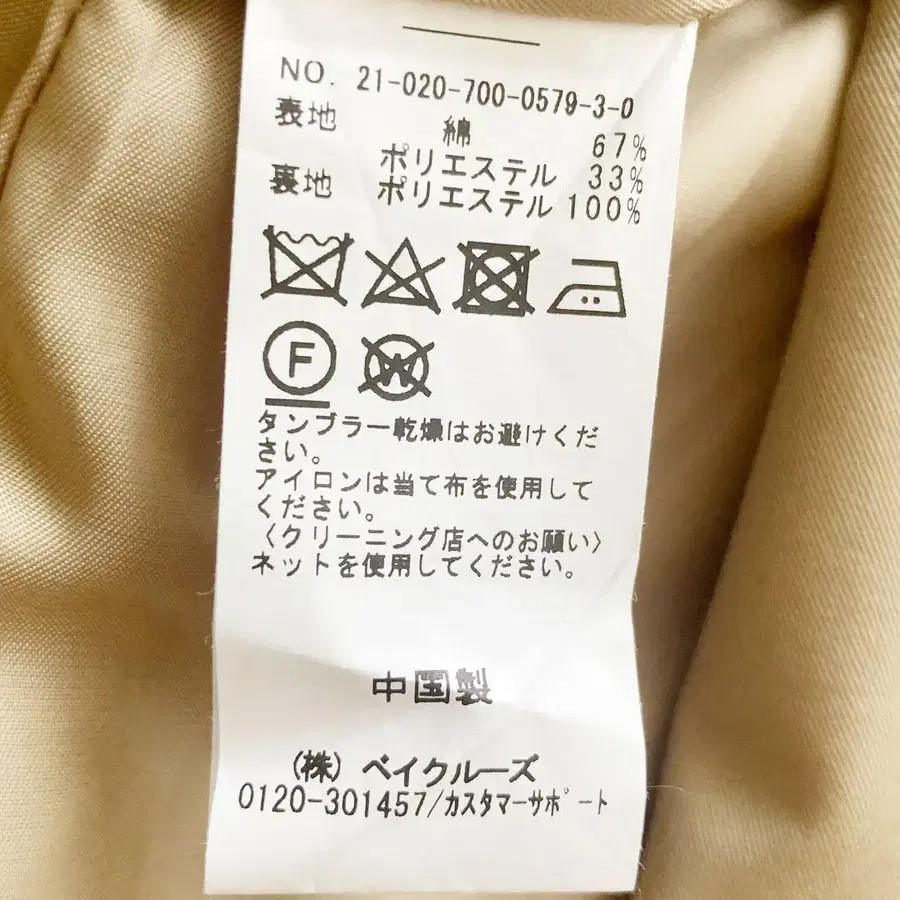 NO. 21-020-700-0579-3-0
表地 綿 67%
ポリエステル 33%
裏地 ポリエステル 100%
F
W
タンブラー乾燥はお避けくだ
さい。
アイロンは当て布を使用して
ください。
〈クリーニング店へのお願い〉
ネットを使用してください。
中国製
(株) ベイクルーズ
0120-301457/カスタマーサポート